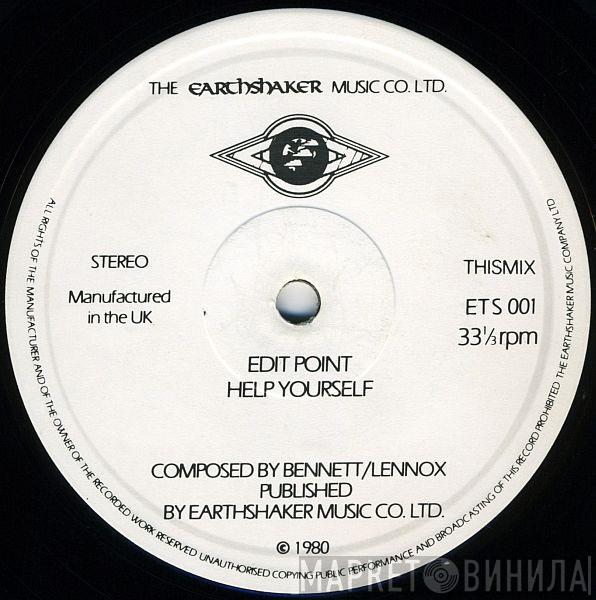 THE EARTHSHAKER MUSIC CO. LTD.
STEREO
Manufactured
in the UK
THISMIX
ETS 001
33⅓rpm
EDIT POINT
HELP YOURSELF
COMPOSED BY BENNETT/LENNOX
PUBLISHED
BY EARTHSHAKER MUSIC CO. LTD.
© 1980
ALL RIGHTS OF THE MANUFACTURER AND OF THE OWNER OF THE RECORDED WORK RESERVED UNAUTHORISED COPYING PUBLIC PERFORMANCE AND BROADCASTING OF THIS RECORD PROHIBITED THE EARTHSHAKER MUSIC COMPANY LTD
МАРКЕТ ВИНИЛА